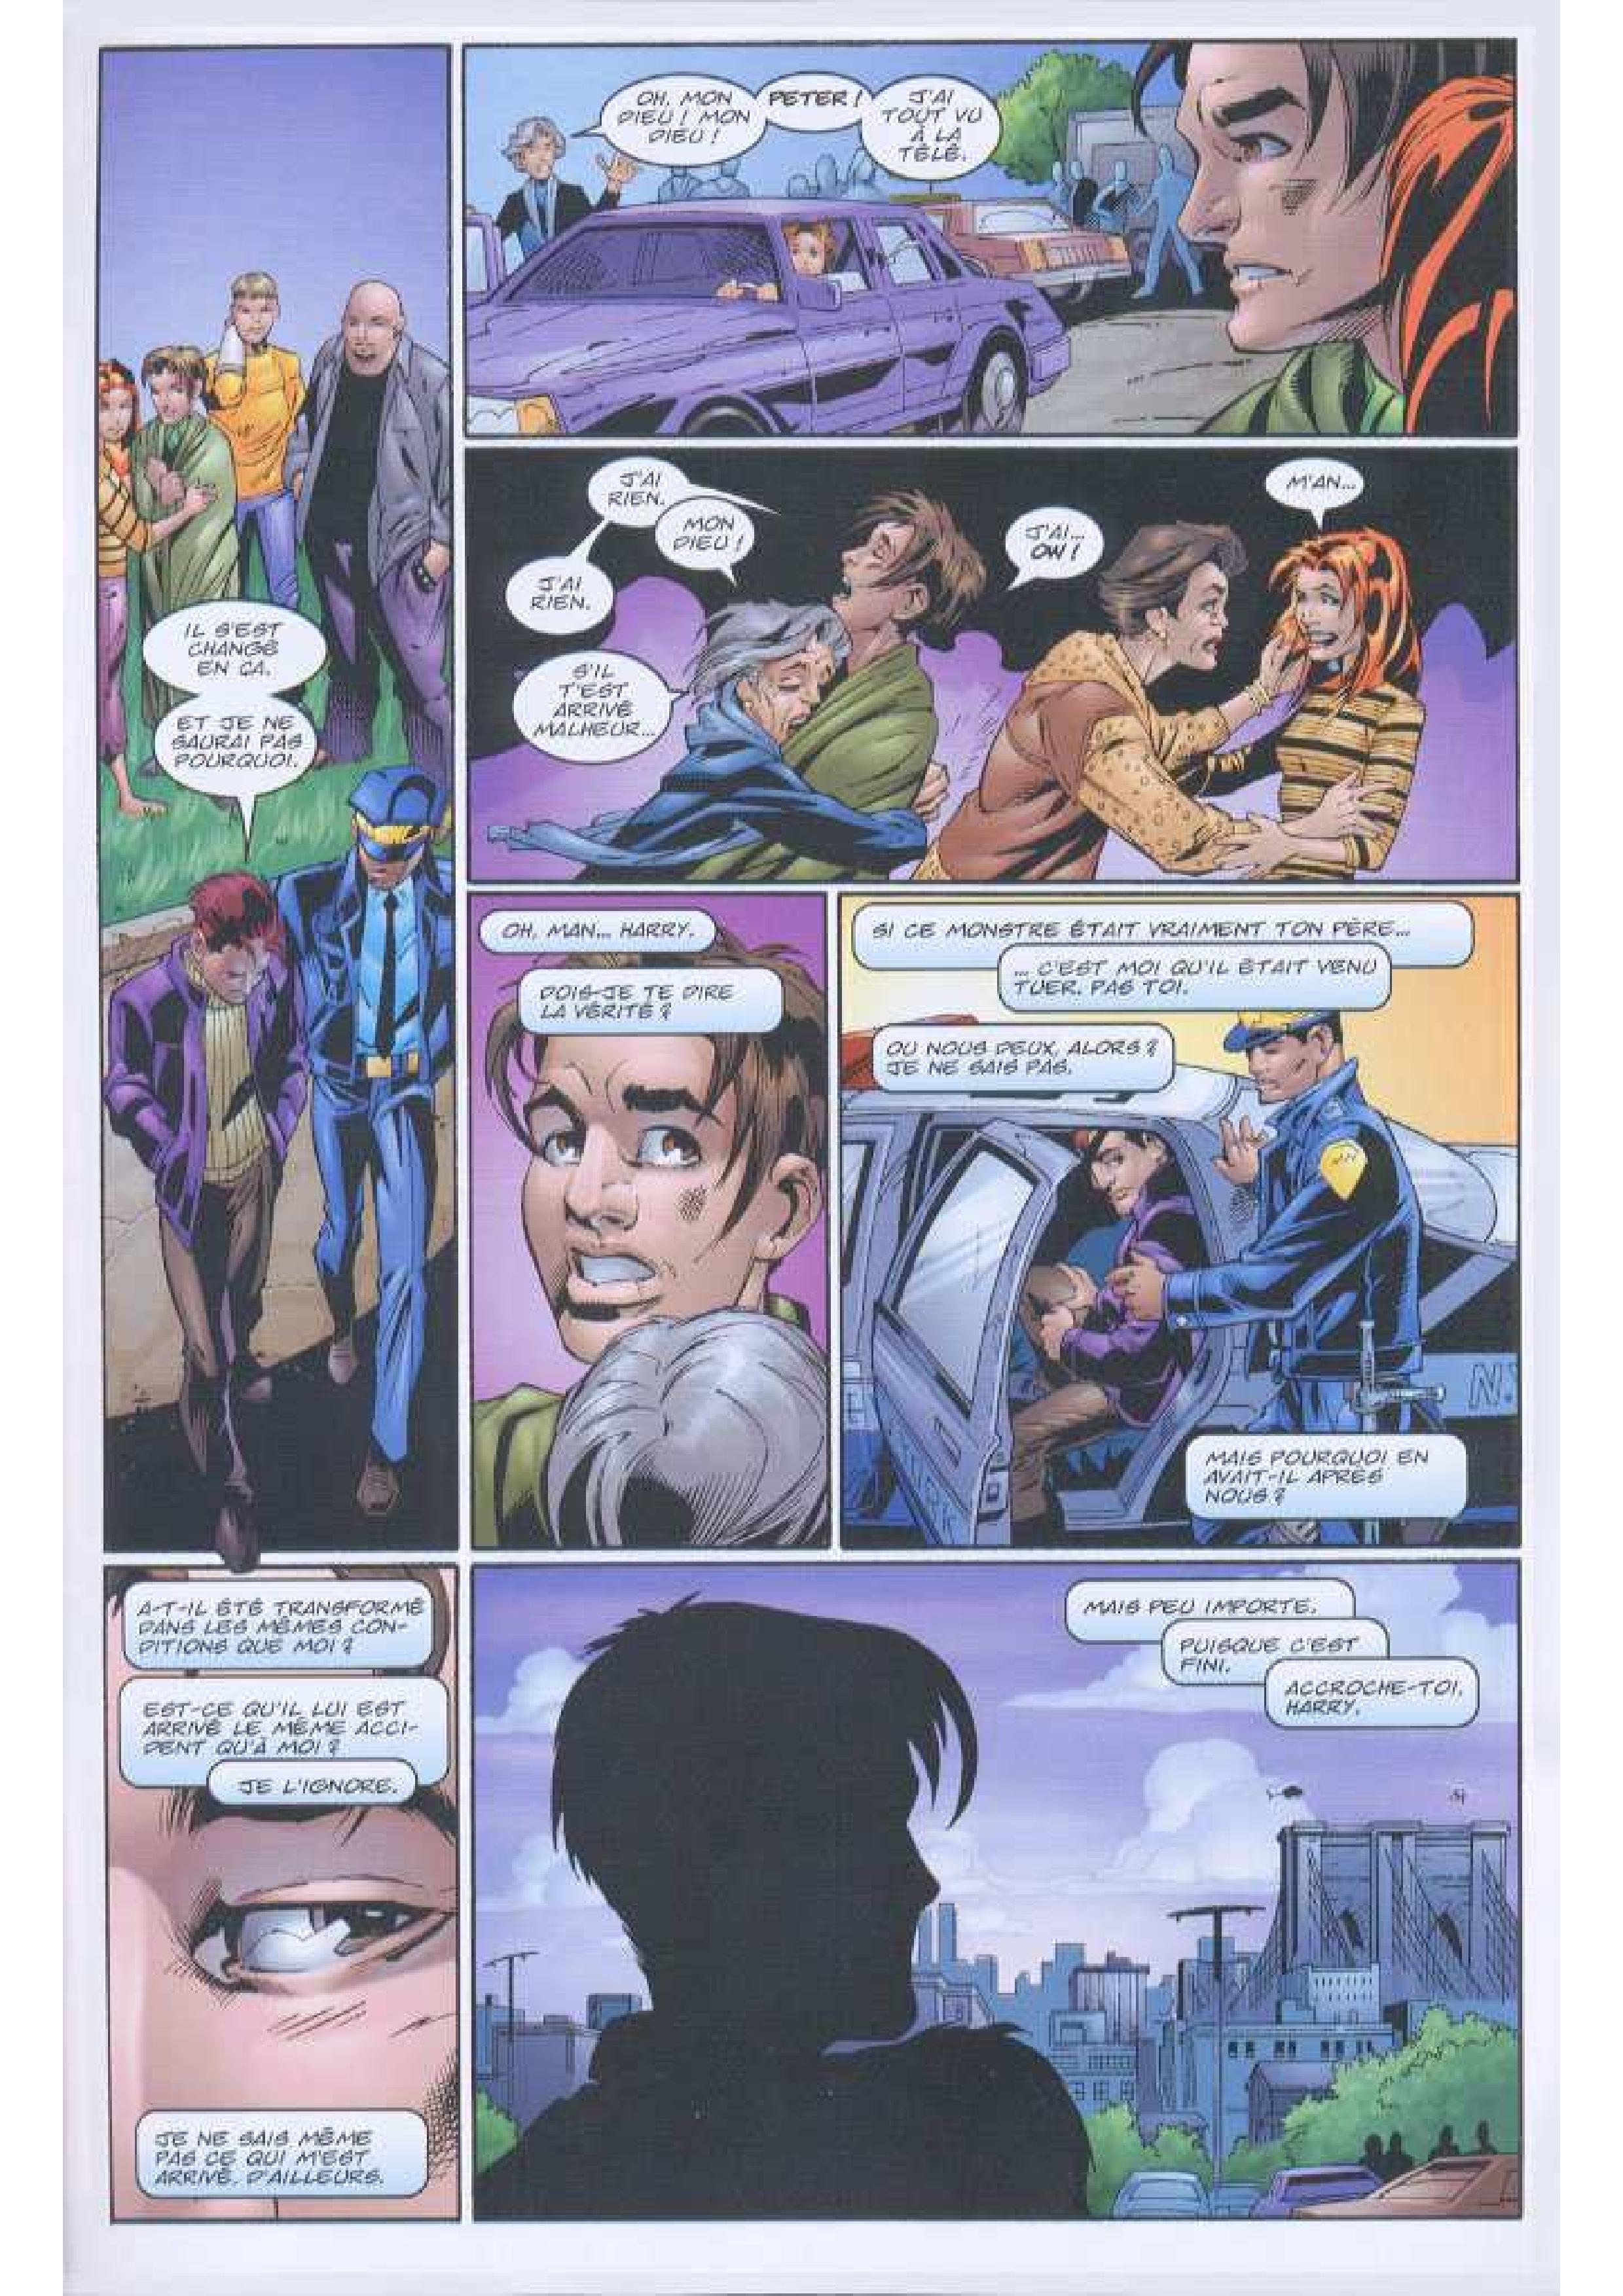 IL S'EST
CHANGÉ
EN ÇA.
ET JE NE
SAURAI PAS
POURQUOI.
OH, MON
DIEU ! MON
DIEU !
PETER !
J'AI
TOUT VU
À LA
TÉLÉ.
J'AI
RIEN.
MON
DIEU !
J'AI
RIEN.
S'IL
T'EST
ARRIVÉ
MALHEUR...
J'AI...
OW !
M'AN...
OH, MAN... HARRY.
DOIS-JE TE DIRE
LA VÉRITÉ ?
SI CE MONSTRE ÉTAIT VRAIMENT TON PÈRE...
... C'EST MOI QU'IL ÉTAIT VENU
TUER. PAS TOI.
OU NOUS DEUX, ALORS ?
JE NE SAIS PAS.
N.Y
MAIS POURQUOI EN
AVAIT-IL APRÈS
NOUS ?
A-T-IL ÉTÉ TRANSFORMÉ
DANS LES MÊMES CON-
DITIONS QUE MOI ?
EST-CE QU'IL LUI EST
ARRIVÉ LE MÊME ACCI-
DENT QU'À MOI ?
JE L'IGNORE.
JE NE SAIS MÊME
PAS CE QUI M'EST
ARRIVÉ, D'AILLEURS.
MAIS PEU IMPORTE,
PUISQUE C'EST
FINI.
ACCROCHE-TOI,
HARRY.